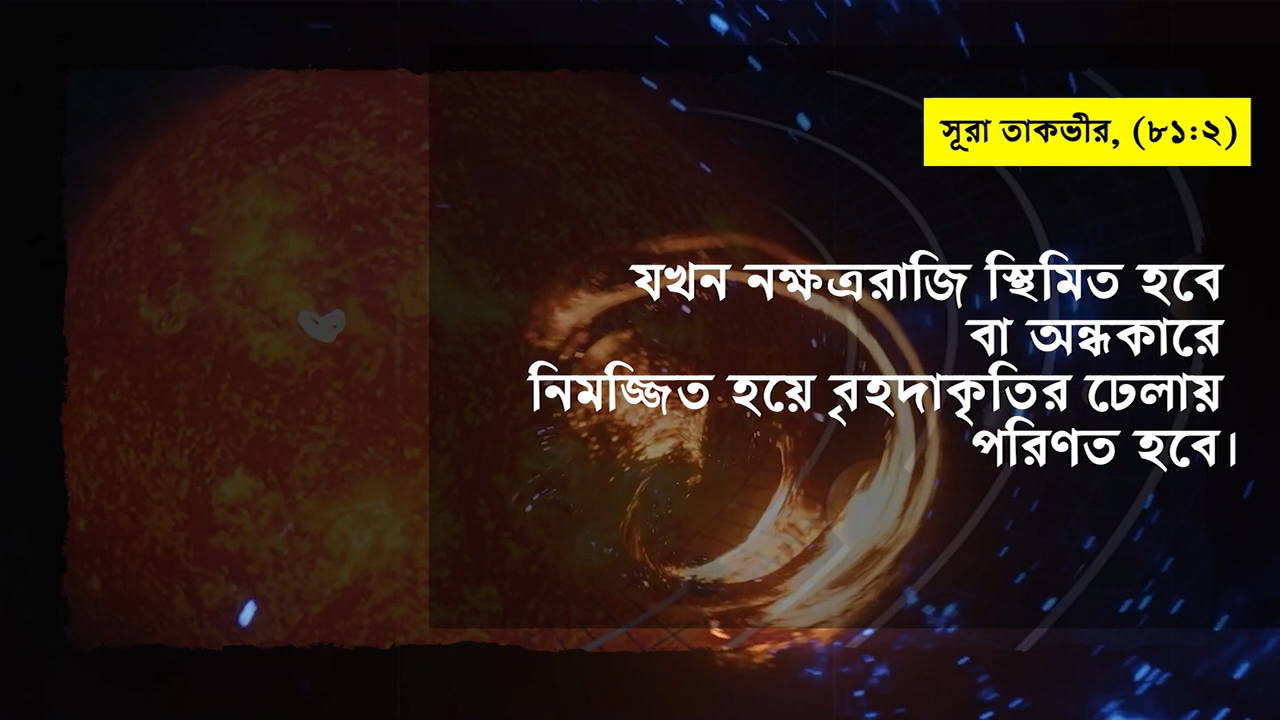 সূরা তাকভীর, (৮১:২)
যখন নক্ষত্ররাজি স্থিমিত হবে
বা অন্ধকারে
নিমজ্জিত হয়ে বৃহদাকৃতির ঢেলায়
পরিণত হবে।